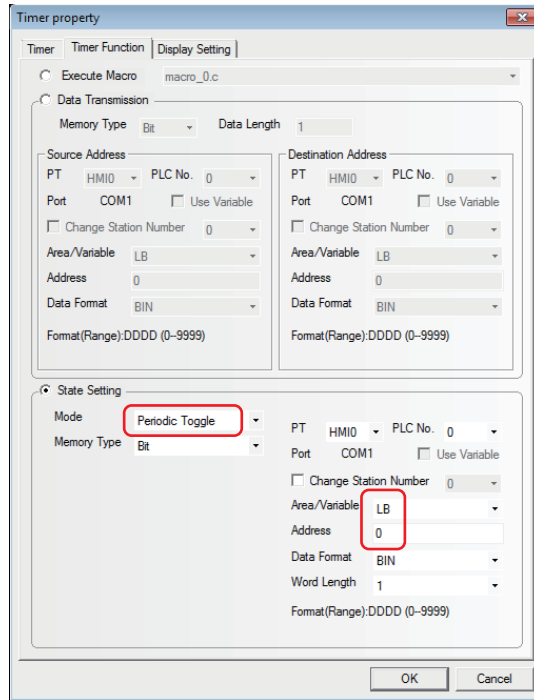 Timer property
Timer Timer Function Display Setting
Execute Macro macro_0.c
Data Transmission
Memory Type Bit Data Length 1
Source Address
PT HMI0 PLC No. 0
Port COM1 Use Variable
Change Station Number 0
Area/Variable LB
Address 0
Data Format BIN
Format(Range):DDDD (0--9999)
Destination Address
PT HMI0 PLC No. 0
Port COM1 Use Variable
Change Station Number 0
Area/Variable LB
Address 0
Data Format BIN
Format(Range):DDDD (0--9999)
State Setting
Mode Periodic Toggle
Memory Type Bit
PT HMI0 PLC No. 0
Port COM1 Use Variable
Change Station Number 0
Area/Variable LB
Address 0
Data Format BIN
Word Length 1
Format(Range):DDDD (0--9999)
OK Cancel